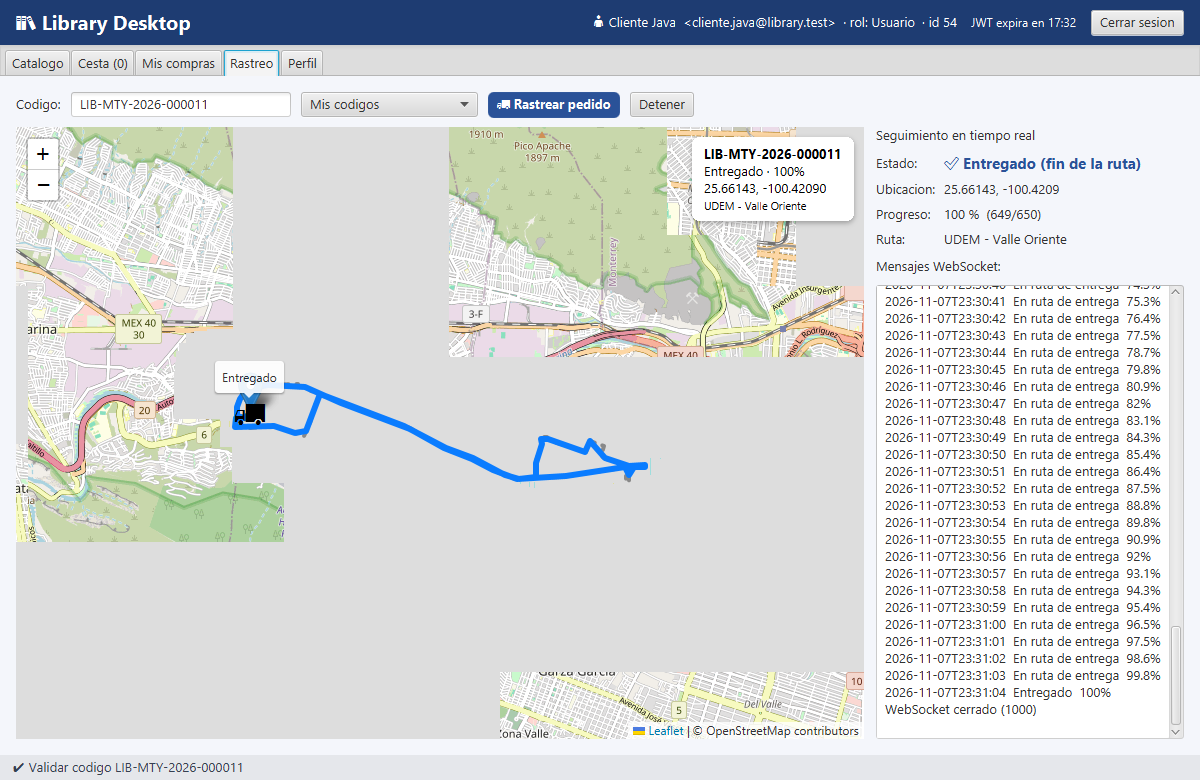 Library Desktop
Cliente Java <cliente.java@library.test> · rol: Usuario · id 54 JWT expira en 17:32 Cerrar sesion
Catalogo Cesta (0) Mis compras Rastreo Perfil
Codigo: LIB-MTY-2026-000011 Mis codigos Rastrear pedido Detener
+
−
1910 m
Pico Apache
1897 m
Monterrey
3-F
Avenida Insurgente
MEX 40
MEX 40
30
arina
20
6
LIB-MTY-2026-000011
Entregado · 100%
25.66143, -100.42090
UDEM - Valle Oriente
Entregado
Garza García
10
Del Valle
5
Leaflet | © OpenStreetMap contributors
Seguimiento en tiempo real
Estado: Entregado (fin de la ruta)
Ubicacion: 25.66143, -100.4209
Progreso: 100 % (649/650)
Ruta: UDEM - Valle Oriente
Mensajes WebSocket:
2026-11-07T23:30:41 En ruta de entrega 75.3%
2026-11-07T23:30:42 En ruta de entrega 76.4%
2026-11-07T23:30:43 En ruta de entrega 77.5%
2026-11-07T23:30:44 En ruta de entrega 78.7%
2026-11-07T23:30:45 En ruta de entrega 79.8%
2026-11-07T23:30:46 En ruta de entrega 80.9%
2026-11-07T23:30:47 En ruta de entrega 82%
2026-11-07T23:30:48 En ruta de entrega 83.1%
2026-11-07T23:30:49 En ruta de entrega 84.3%
2026-11-07T23:30:50 En ruta de entrega 85.4%
2026-11-07T23:30:51 En ruta de entrega 86.4%
2026-11-07T23:30:52 En ruta de entrega 87.5%
2026-11-07T23:30:53 En ruta de entrega 88.8%
2026-11-07T23:30:54 En ruta de entrega 89.8%
2026-11-07T23:30:55 En ruta de entrega 90.9%
2026-11-07T23:30:56 En ruta de entrega 92%
2026-11-07T23:30:57 En ruta de entrega 93.1%
2026-11-07T23:30:58 En ruta de entrega 94.3%
2026-11-07T23:30:59 En ruta de entrega 95.4%
2026-11-07T23:31:00 En ruta de entrega 96.5%
2026-11-07T23:31:01 En ruta de entrega 97.5%
2026-11-07T23:31:02 En ruta de entrega 98.6%
2026-11-07T23:31:03 En ruta de entrega 99.8%
2026-11-07T23:31:04 Entregado 100%
WebSocket cerrado (1000)
✔ Validar codigo LIB-MTY-2026-000011